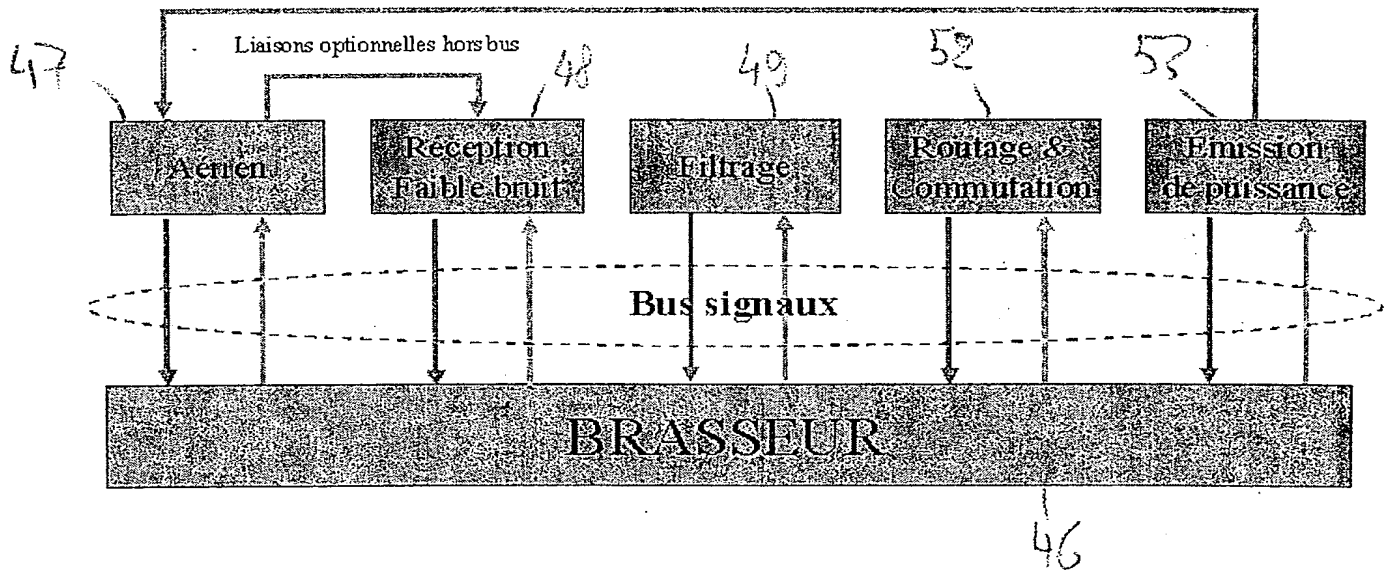 Liaisons optionnelles hors bus
47
48
49
52
53
Aérien
Réception
Faible bruit
Filtrage
Routage &
Commutation
Emission
de puissance
Bus signaux
BRASSEUR
46